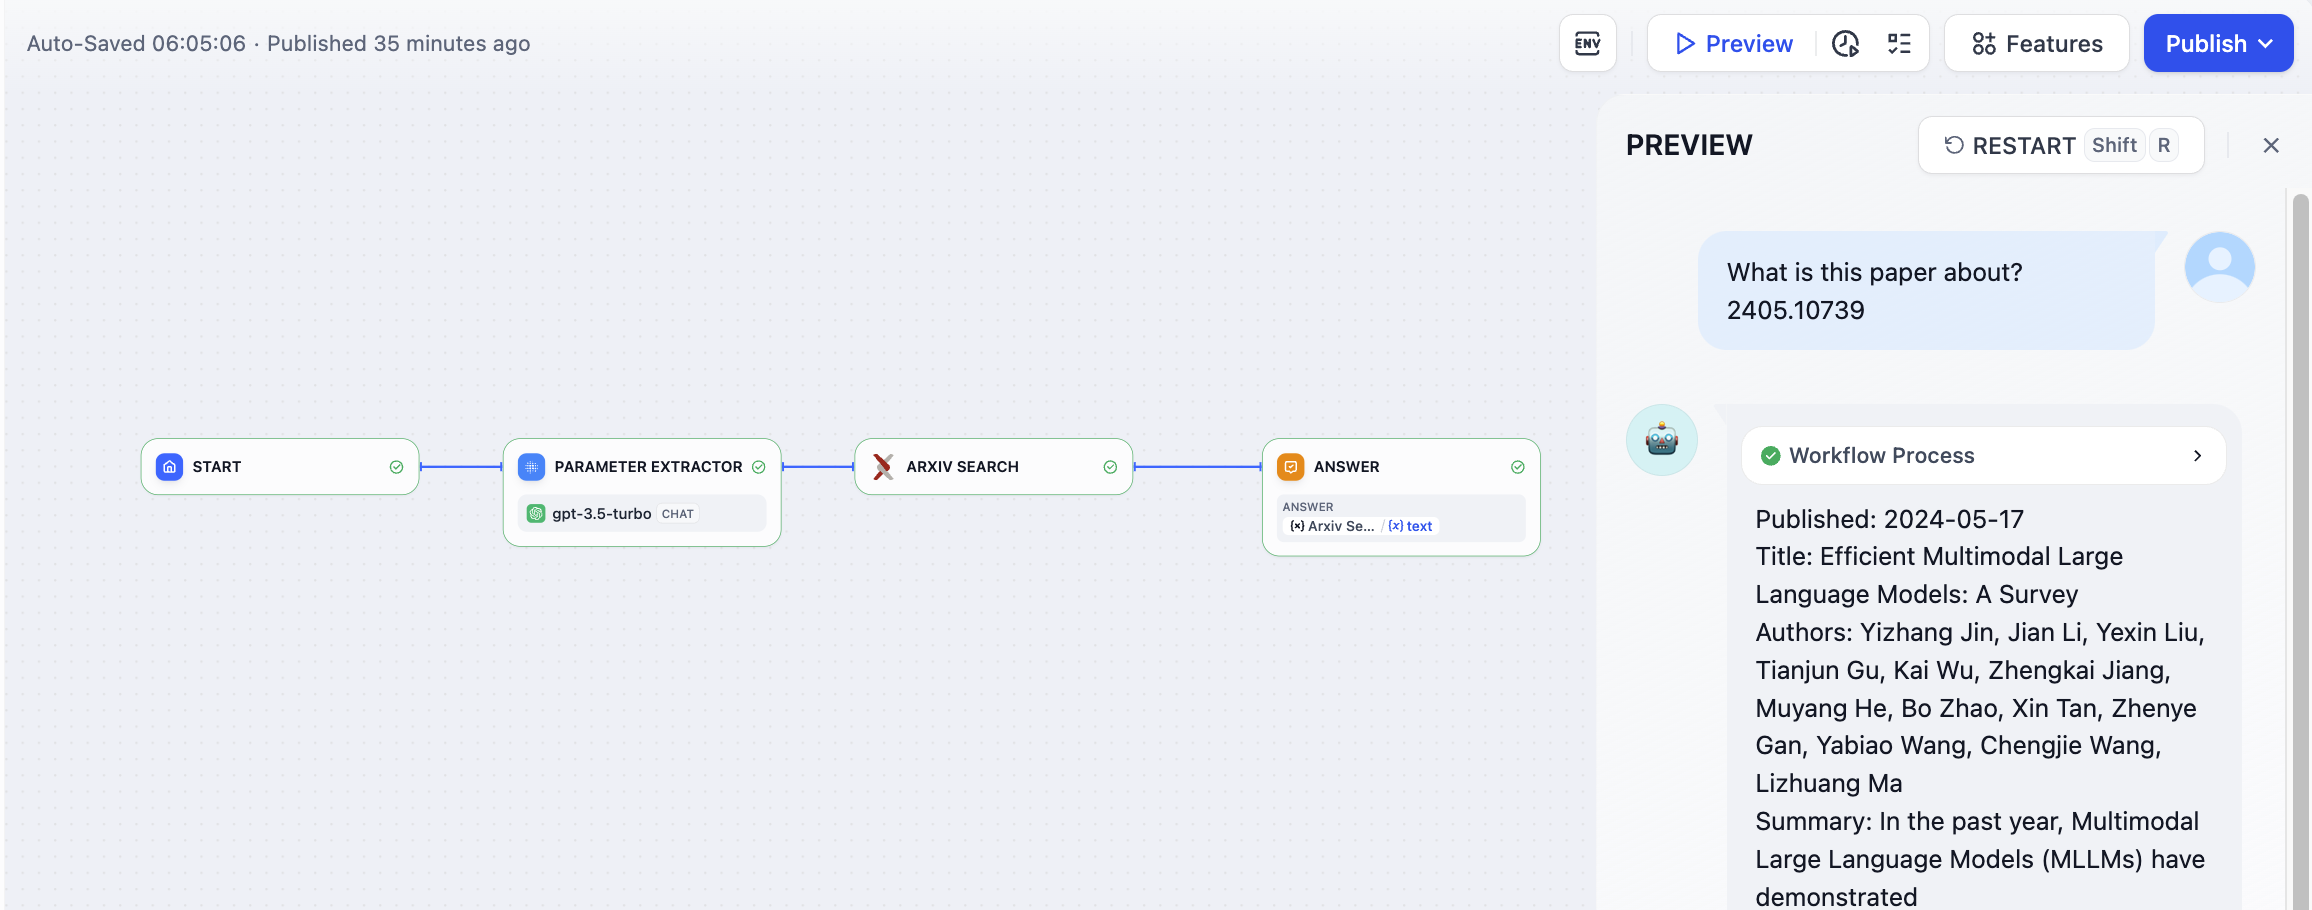 Auto-Saved 06:05:06 · Published 35 minutes ago
ENV
Preview
Features
Publish
START
PARAMETER EXTRACTOR
gpt-3.5-turbo CHAT
ARXIV SEARCH
ANSWER
ANSWER
{x} Arxiv Se... / {x} text
PREVIEW
RESTART Shift R
What is this paper about?
2405.10739
Workflow Process
Published: 2024-05-17
Title: Efficient Multimodal Large
Language Models: A Survey
Authors: Yizhang Jin, Jian Li, Yexin Liu,
Tianjun Gu, Kai Wu, Zhengkai Jiang,
Muyang He, Bo Zhao, Xin Tan, Zhenye
Gan, Yabiao Wang, Chengjie Wang,
Lizhuang Ma
Summary: In the past year, Multimodal
Large Language Models (MLLMs) have
demonstrated